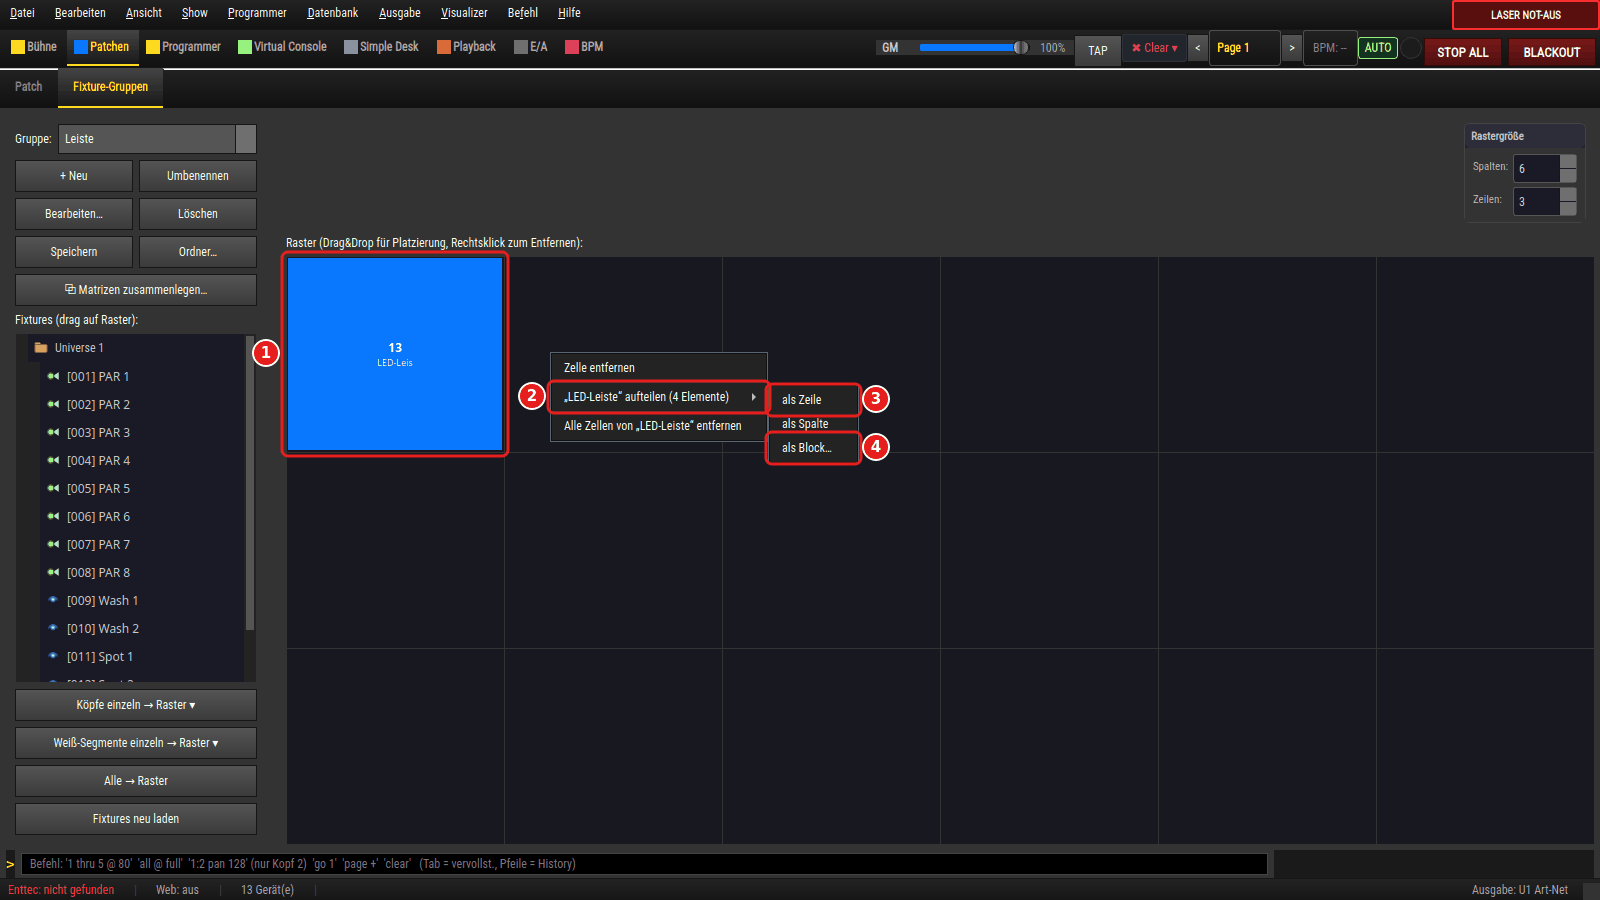 Datei Bearbeiten Ansicht Show Programmer Datenbank Ausgabe Visualizer Befehl Hilfe
LASER NOT-AUS
Bühne Patchen Programmer Virtual Console Simple Desk Playback E/A BPM
GM 100% TAP ✖ Clear ▾ < Page 1 > BPM: -- AUTO STOP ALL BLACKOUT
Patch Fixture-Gruppen
Gruppe: Leiste
+ Neu Umbenennen
Bearbeiten... Löschen
Speichern Ordner...
Matrizen zusammenlegen...
Fixtures (drag auf Raster):
Universe 1
[001] PAR 1
[002] PAR 2
[003] PAR 3
[004] PAR 4
[005] PAR 5
[006] PAR 6
[007] PAR 7
[008] PAR 8
[009] Wash 1
[010] Wash 2
[011] Spot 1
Köpfe einzeln → Raster ▾
Weiß-Segmente einzeln → Raster ▾
Alle → Raster
Fixtures neu laden
Rastergröße
Spalten: 6
Zeilen: 3
Raster (Drag&Drop für Platzierung, Rechtsklick zum Entfernen):
1
13
LED-Leis
Zelle entfernen
2
„LED-Leiste“ aufteilen (4 Elemente)
Alle Zellen von „LED-Leiste“ entfernen
als Zeile
3
als Spalte
als Block...
4
> Befehl: '1 thru 5 @ 80' 'all @ full' '1:2 pan 128' (nur Kopf 2) 'go 1' 'page +' 'clear' (Tab = vervollst., Pfeile = History)
Enttec: nicht gefunden Web: aus 13 Gerät(e) Ausgabe: U1 Art-Net